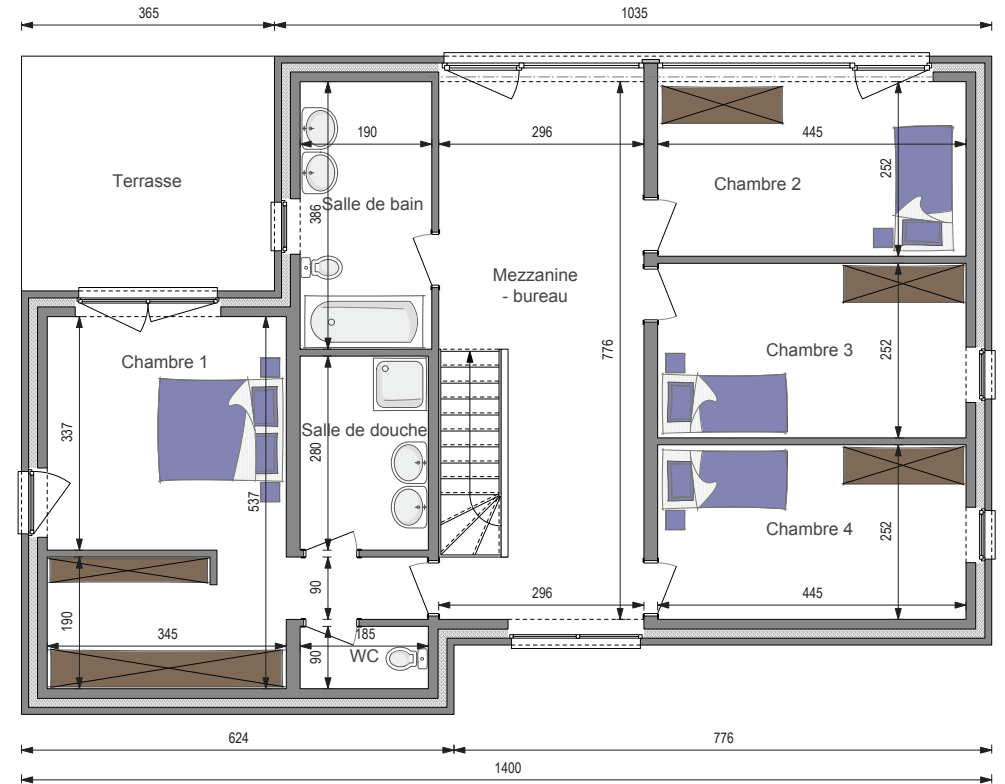 365
1035
190
296
445
Terrasse
Chambre 2
252
386
Salle de bain
Mezzanine
- bureau
776
Chambre 1
Chambre 3
252
337
Salle de douche
280
537
Chambre 4
252
90
296
445
190
345
185
90
WC
624
776
1400